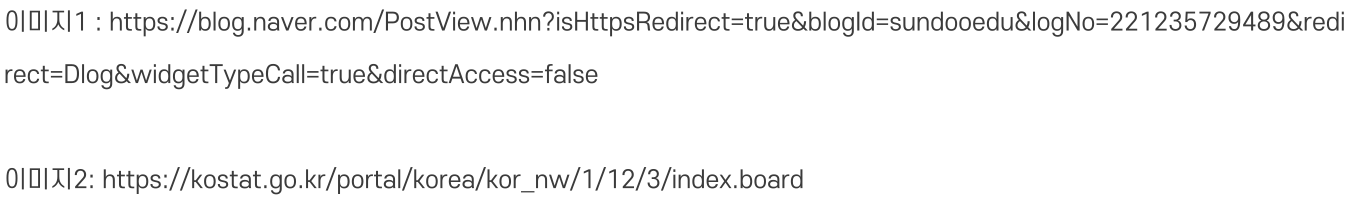 이미지1 : https://blog.naver.com/PostView.nhn?isHttpsRedirect=true&blogId=sundooedu&logNo=221235729489&redi
rect=Dlog&widgetTypeCall=true&directAccess=false
이미지2: https://kostat.go.kr/portal/korea/kor_nw/1/12/3/index.board